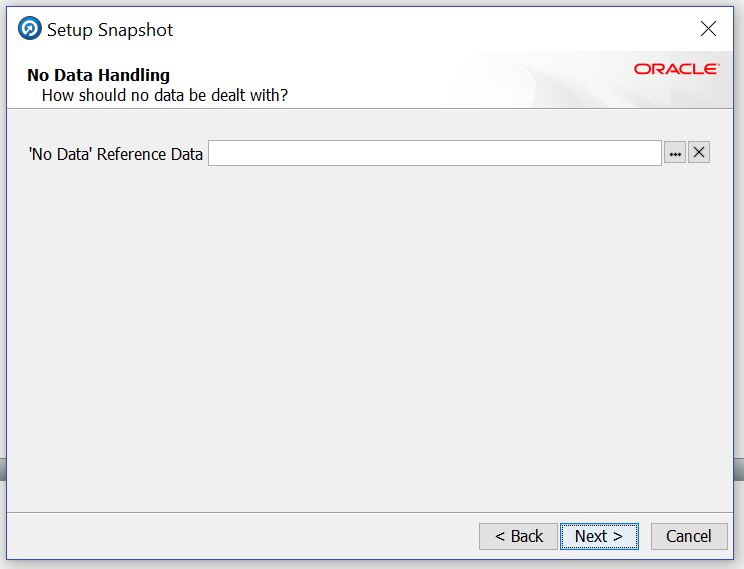 Setup Snapshot
No Data Handling
ORACLE
How should no data be dealt with?
'No Data' Reference Data
...
< Back
Next >
Cancel